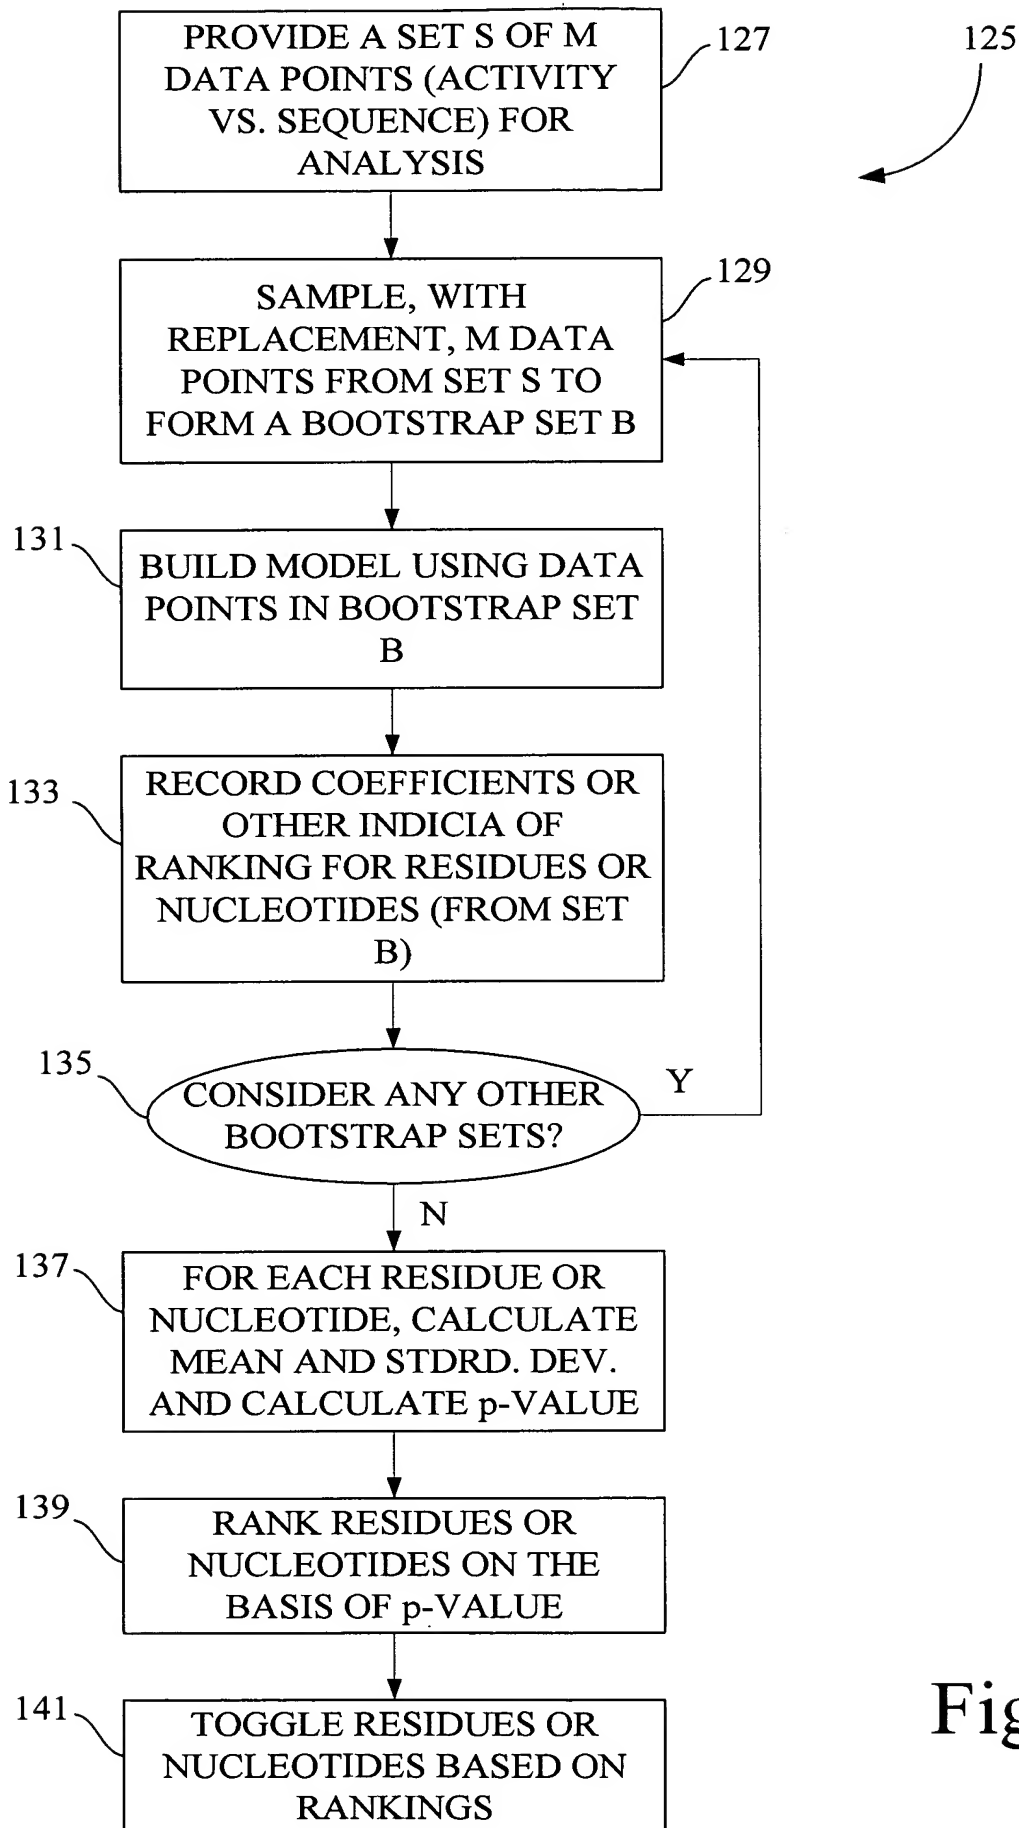 PROVIDE A SET S OF M
DATA POINTS (ACTIVITY
VS. SEQUENCE) FOR
ANALYSIS
127
125
SAMPLE, WITH
REPLACEMENT, M DATA
POINTS FROM SET S TO
FORM A BOOTSTRAP SET B
129
131
BUILD MODEL USING DATA
POINTS IN BOOTSTRAP SET
B
133
RECORD COEFFICIENTS OR
OTHER INDICIA OF
RANKING FOR RESIDUES OR
NUCLEOTIDES (FROM SET
B)
135
CONSIDER ANY OTHER
BOOTSTRAP SETS?
Y
N
137
FOR EACH RESIDUE OR
NUCLEOTIDE, CALCULATE
MEAN AND STDRD. DEV.
AND CALCULATE p-VALUE
139
RANK RESIDUES OR
NUCLEOTIDES ON THE
BASIS OF p-VALUE
141
TOGGLE RESIDUES OR
NUCLEOTIDES BASED ON
RANKINGS